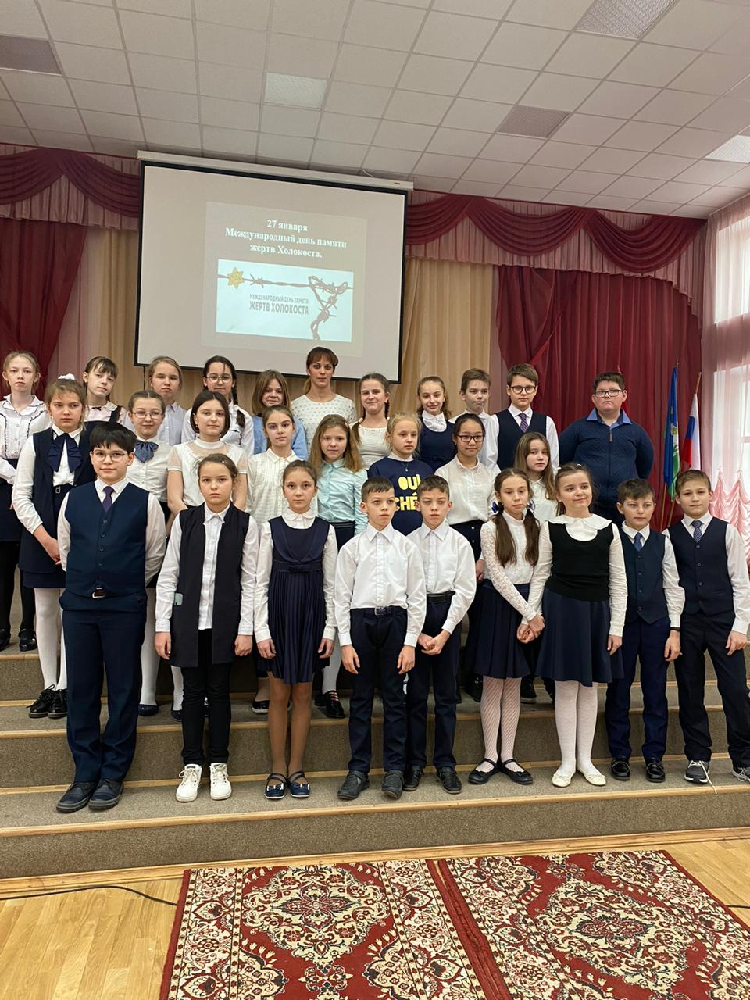 27 января
Международный день памяти
жертв Холокоста.
МЕЖДУНАРОДНЫЙ ДЕНЬ ПАМЯТИ
ЖЕРТВ ХОЛОКОСТА
OUI
CHÉ